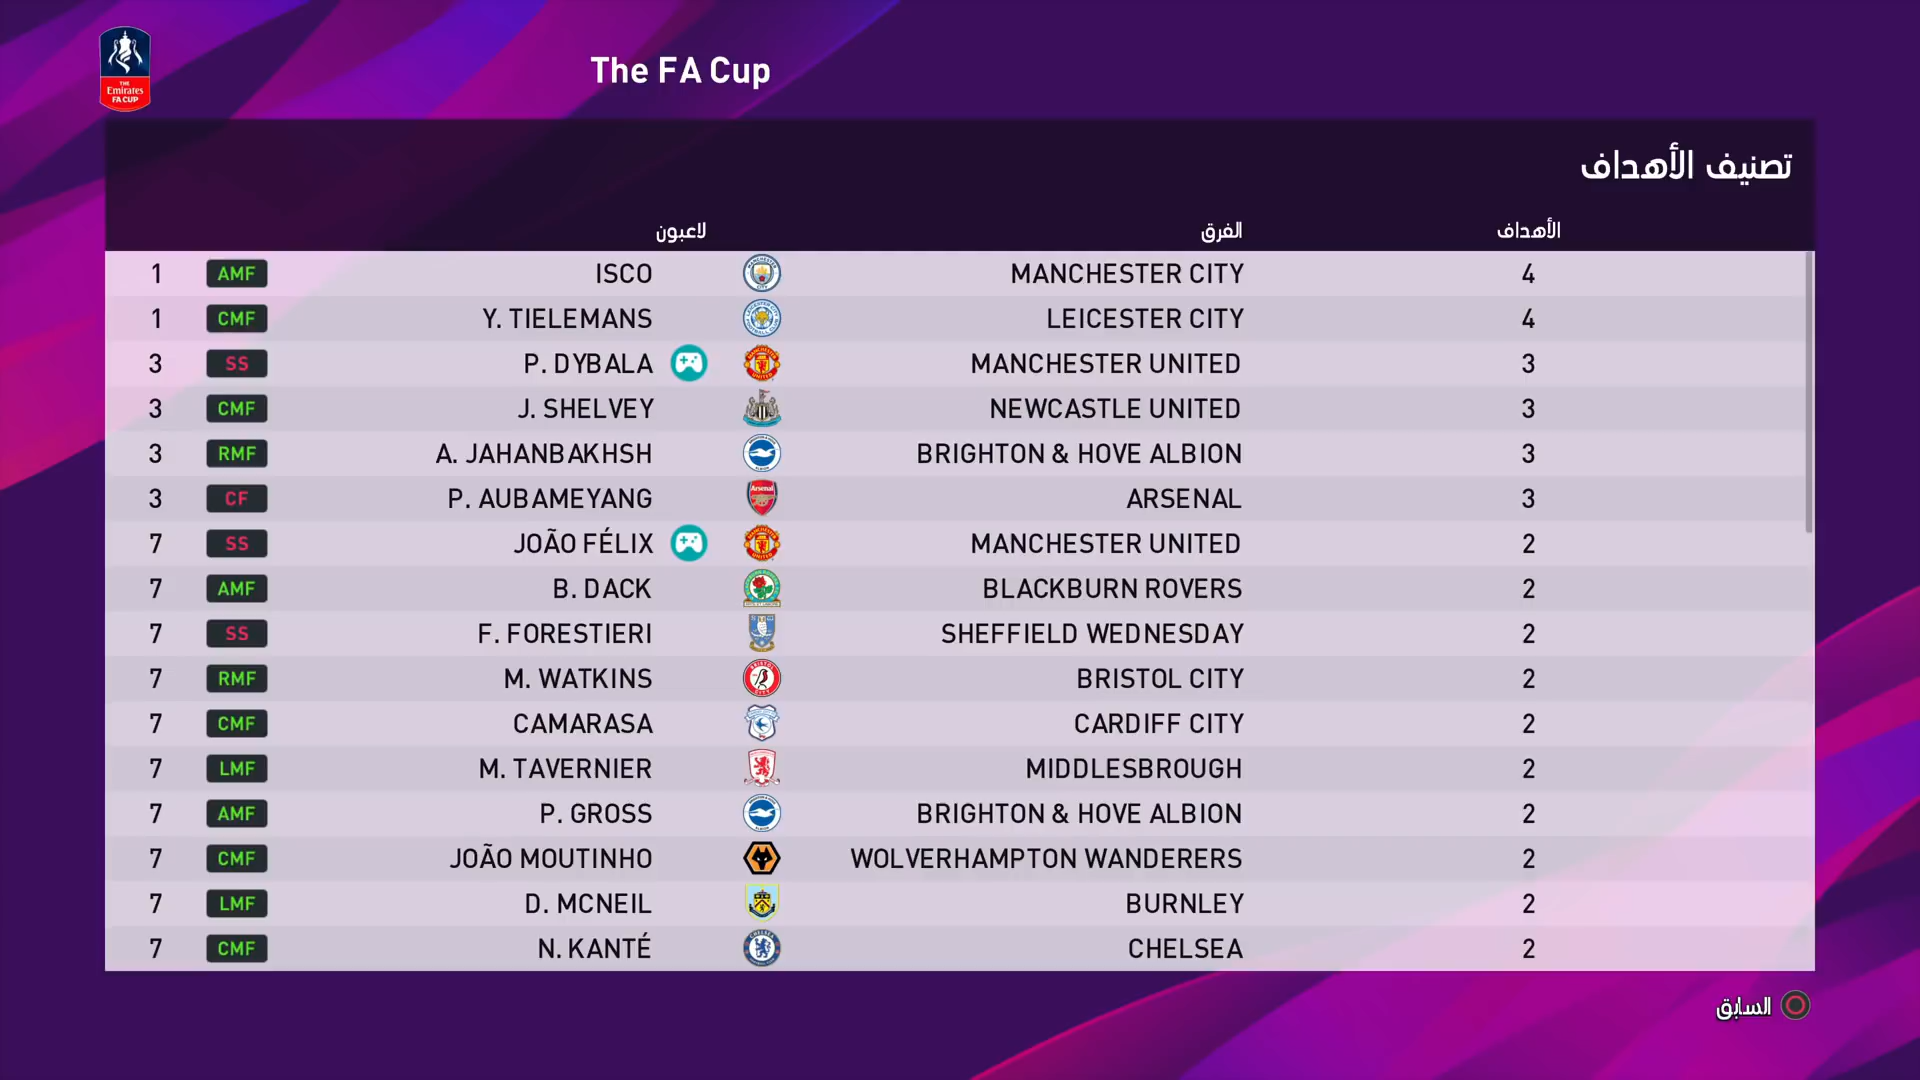 The FA Cup
THE Emirates FA CUP
تصنيف الأهداف
لاعبون الفرق الأهداف
1 AMF ISCO MANCHESTER CITY 4
1 CMF Y. TIELEMANS LEICESTER CITY 4
3 SS P. DYBALA MANCHESTER UNITED 3
3 CMF J. SHELVEY NEWCASTLE UNITED 3
3 RMF A. JAHANBAKHSH BRIGHTON & HOVE ALBION 3
3 CF P. AUBAMEYANG Arsenal ARSENAL 3
7 SS JOÃO FÉLIX MANCHESTER UNITED 2
7 AMF B. DACK BLACKBURN ROVERS 2
7 SS F. FORESTIERI SHEFFIELD WEDNESDAY 2
7 RMF M. WATKINS BRISTOL CITY 2
7 CMF CAMARASA CARDIFF CITY 2
7 LMF M. TAVERNIER MIDDLESBROUGH 2
7 AMF P. GROSS BRIGHTON & HOVE ALBION 2
7 CMF JOÃO MOUTINHO WOLVERHAMPTON WANDERERS 2
7 LMF D. MCNEIL BURNLEY 2
7 CMF N. KANTÉ CHELSEA 2
السابق